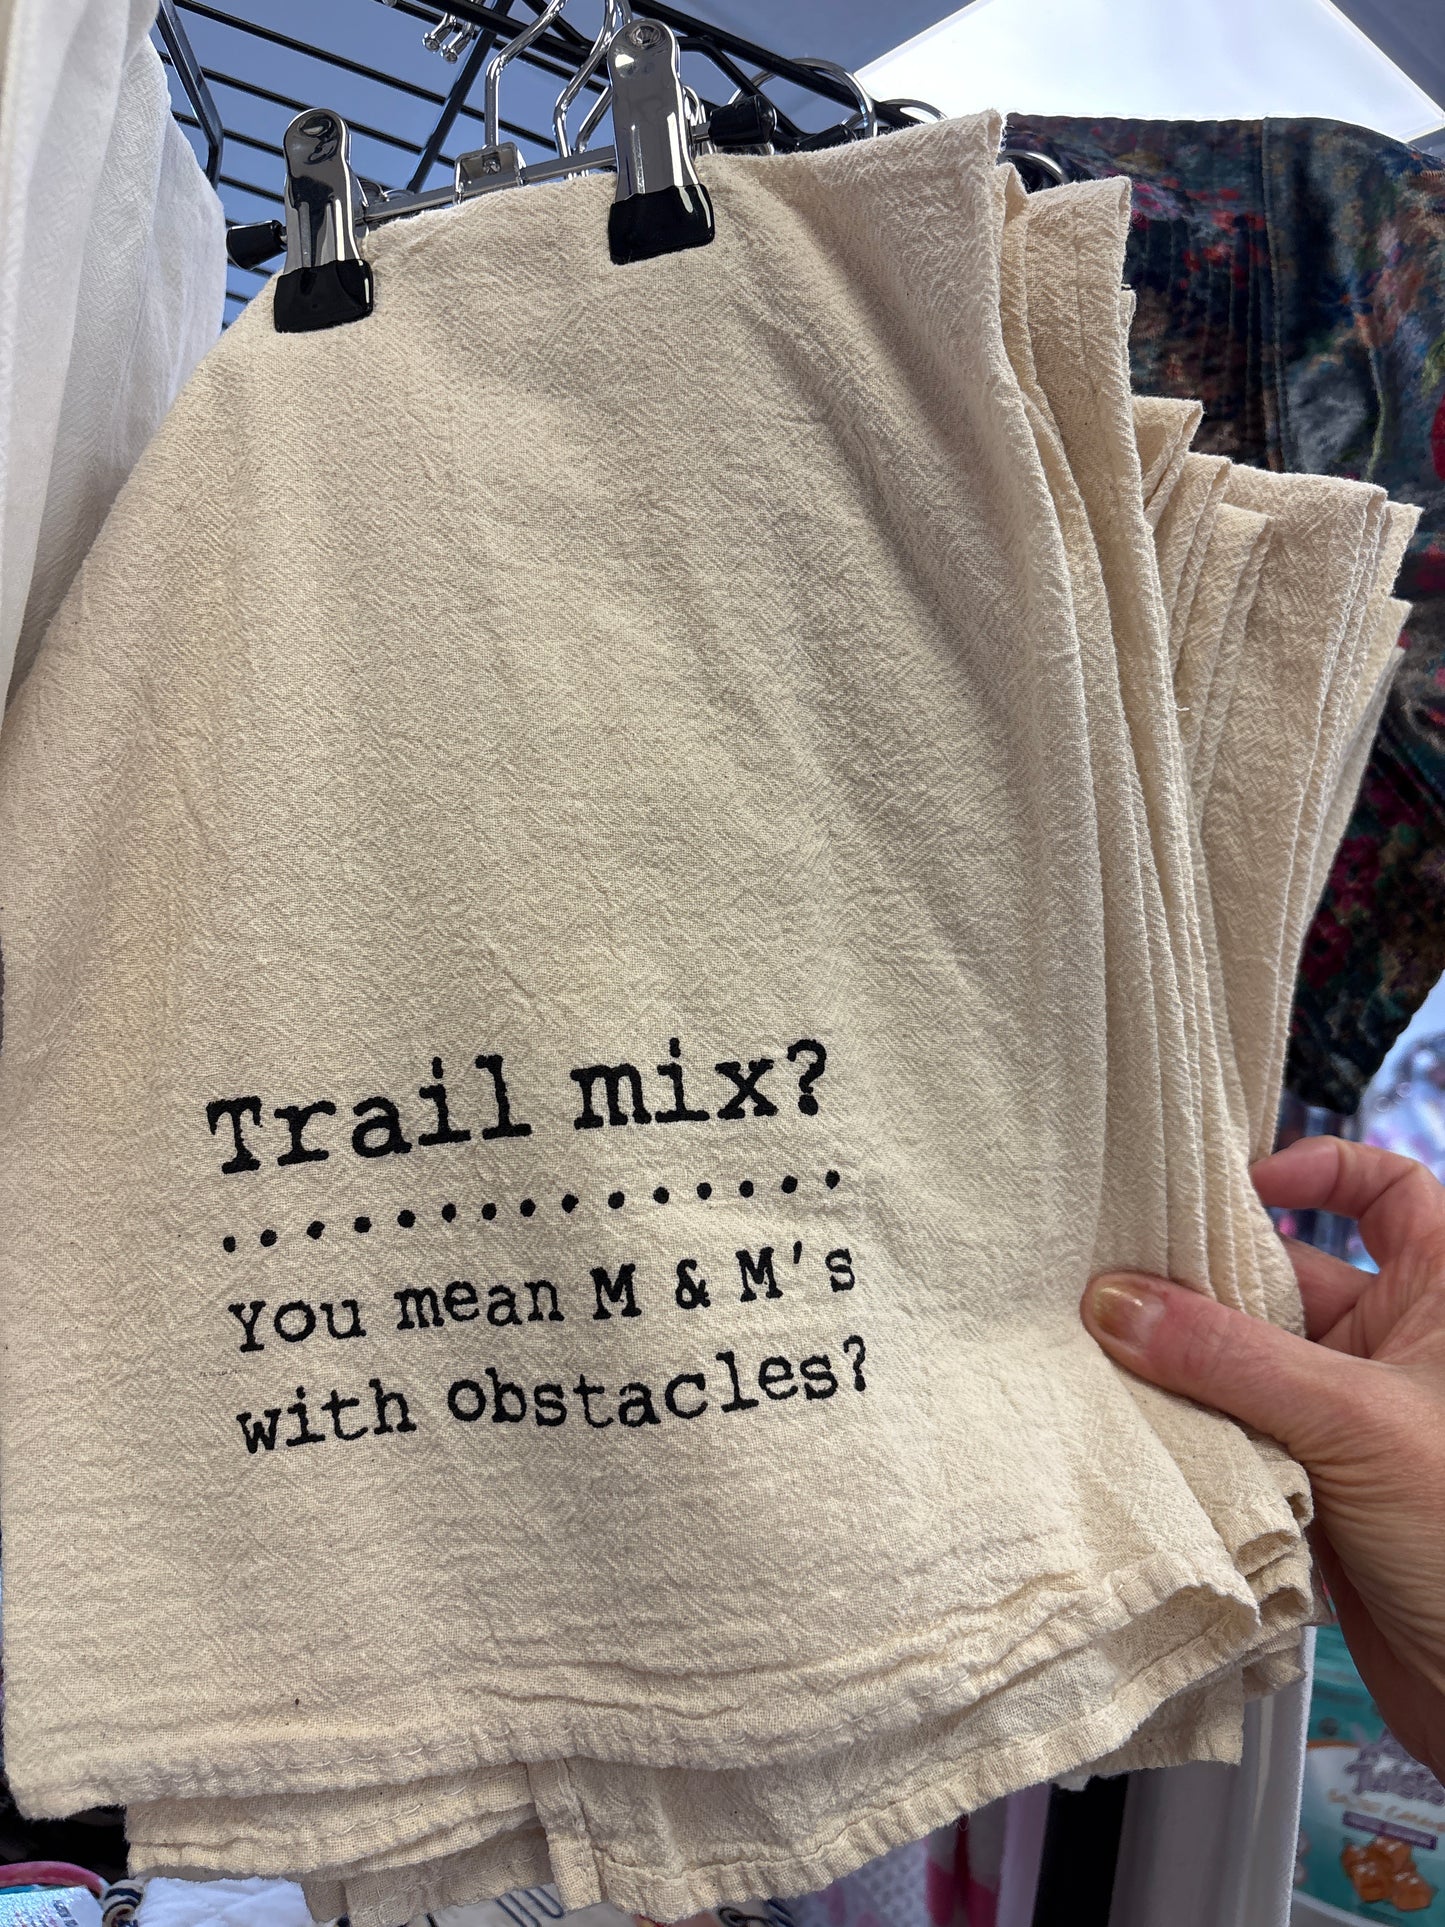 Trail mix?
...............
You mean M & M's
with obstacles?